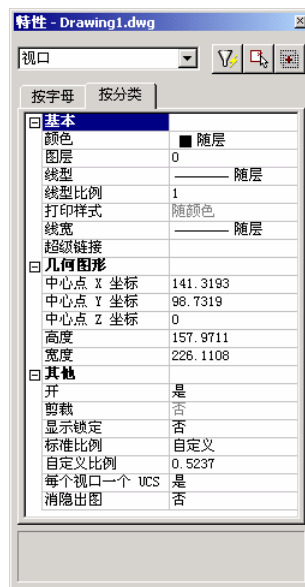 特性 - Drawing1.dwg
视口
按字母 按分类
基本
颜色 随层
图层 0
线型 随层
线型比例 1
打印样式 随颜色
线宽 随层
超级链接
几何图形
中心点 X 坐标 141.3193
中心点 Y 坐标 98.7319
中心点 Z 坐标 0
高度 157.9711
宽度 226.1108
其他
开 是
剪裁 否
显示锁定 否
标准比例 自定义
自定义比例 0.5237
每个视口一个 UCS 是
消隐出图 否